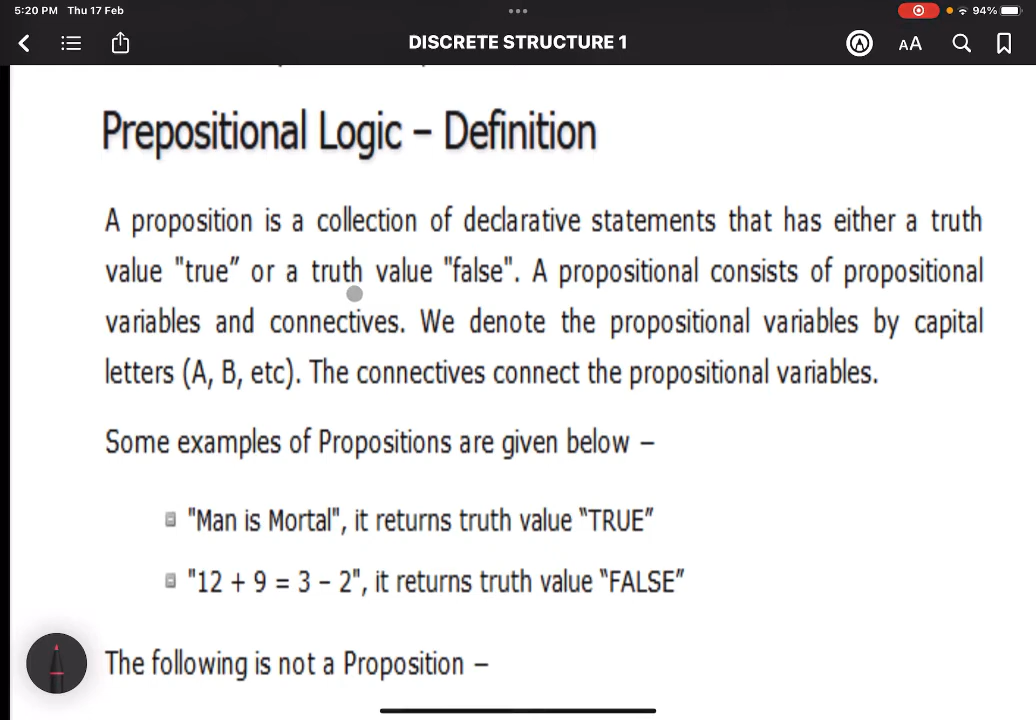 5:20 PM Thu 17 Feb
94%
DISCRETE STRUCTURE 1
AA
Prepositional Logic – Definition
A proposition is a collection of declarative statements that has either a truth
value "true” or a truth value "false". A propositional consists of propositional
variables and connectives. We denote the propositional variables by capital
letters (A, B, etc). The connectives connect the propositional variables.
Some examples of Propositions are given below –
"Man is Mortal", it returns truth value “TRUE”
"12 + 9 = 3 – 2", it returns truth value “FALSE”
The following is not a Proposition –